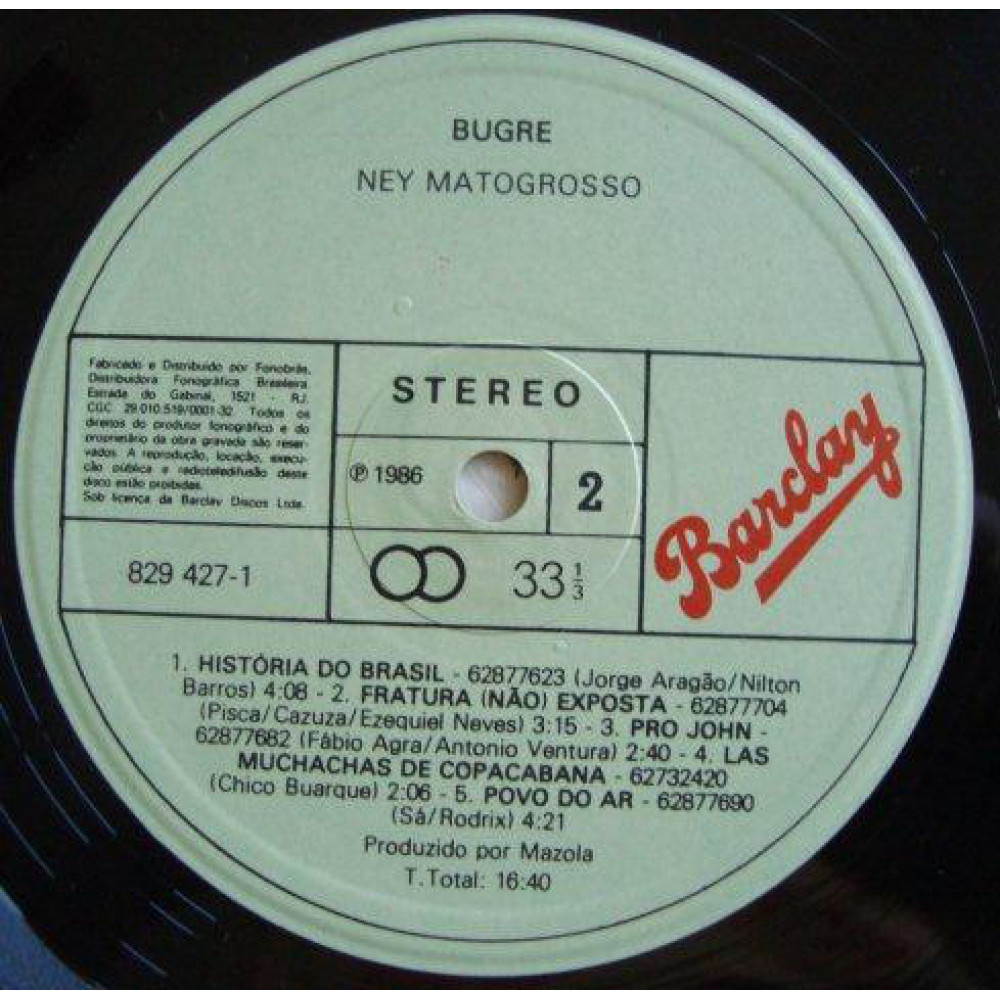 BUGRE
NEY MATOGROSSO
Fabricado e Distribuído por Fonobrás,
Distribuidora Fonográfica Brasileira
Estrada do Gabinal, 1521 - RJ.
CGC 29.010.519/0001-32. Todos os
direitos do produtor fonográfico e do
proprietário da obra gravada são reser-
vados. A reprodução, locação, execu-
ção pública e radioteledifusão deste
disco estão proibidas.
Sob licença da Barclay Discos Ltda.
829 427-1
STEREO
℗ 1986
2
33 1/3
Barclay
1. HISTÓRIA DO BRASIL - 62877623 (Jorge Aragão/Nilton
Barros) 4:08 - 2. FRATURA (NÃO) EXPOSTA - 62877704
(Pisca/Cazuza/Ezequiel Neves) 3:15 - 3. PRO JOHN -
62877682 (Fábio Agra/Antonio Ventura) 2:40 - 4. LAS
MUCHACHAS DE COPACABANA - 62732420
(Chico Buarque) 2:06 - 5. POVO DO AR - 62877690
(Sá/Rodrix) 4:21
Produzido por Mazola
T. Total: 16:40